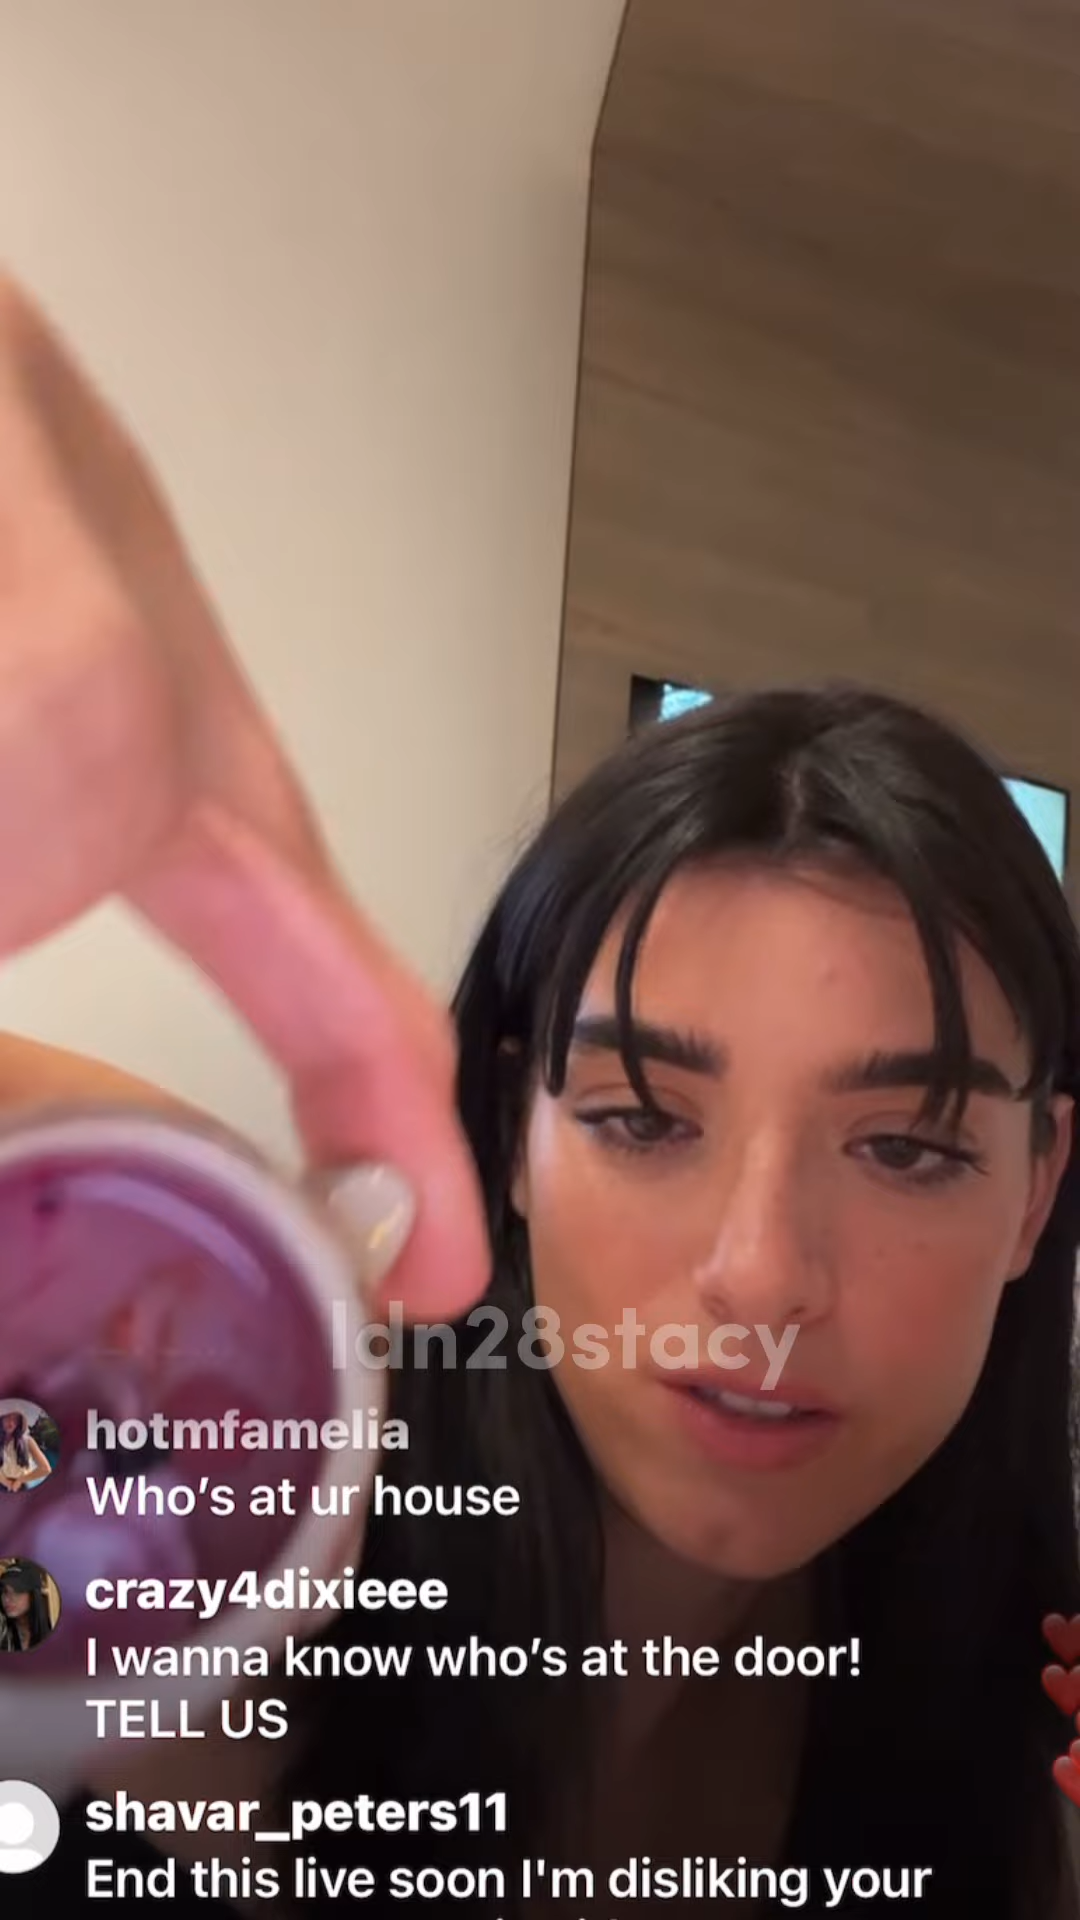 ldn28stacy
hotmfamelia
Who's at ur house
crazy4dixieee
I wanna know who's at the door!
TELL US
shavar_peters11
End this live soon I'm disliking your